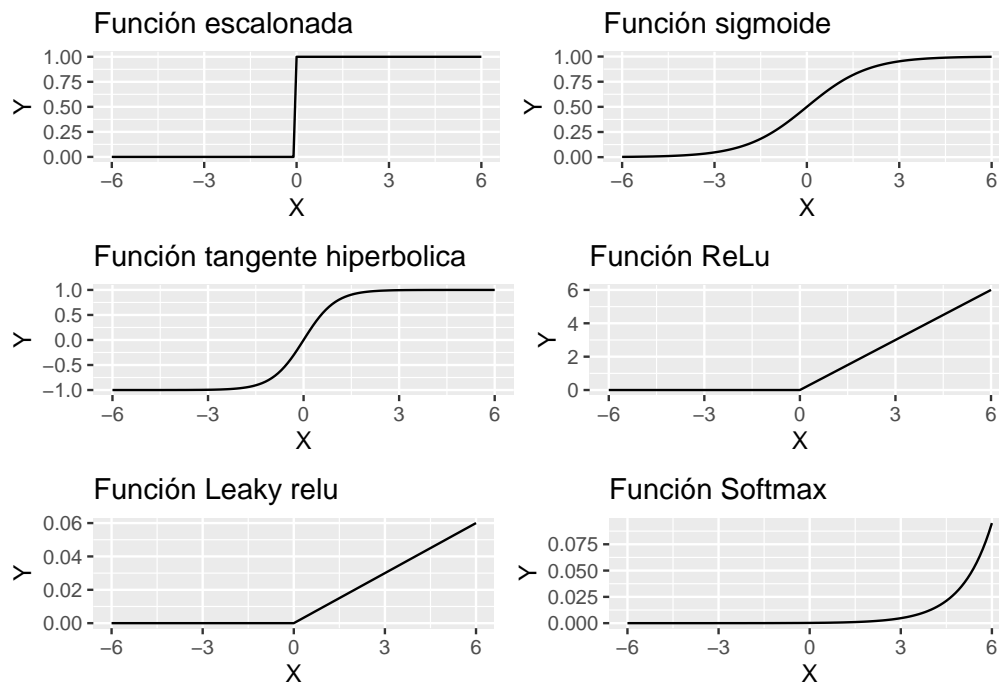 Función escalonada
1.00
0.75
0.50
0.25
0.00
Y
−6 −3 0 3 6
X
Función sigmoide
1.00
0.75
0.50
0.25
0.00
Y
−6 −3 0 3 6
X
Función tangente hiperbolica
1.0
0.5
0.0
−0.5
−1.0
Y
−6 −3 0 3 6
X
Función ReLu
6
4
2
0
Y
−6 −3 0 3 6
X
Función Leaky relu
0.06
0.04
0.02
0.00
Y
−6 −3 0 3 6
X
Función Softmax
0.075
0.050
0.025
0.000
Y
−6 −3 0 3 6
X